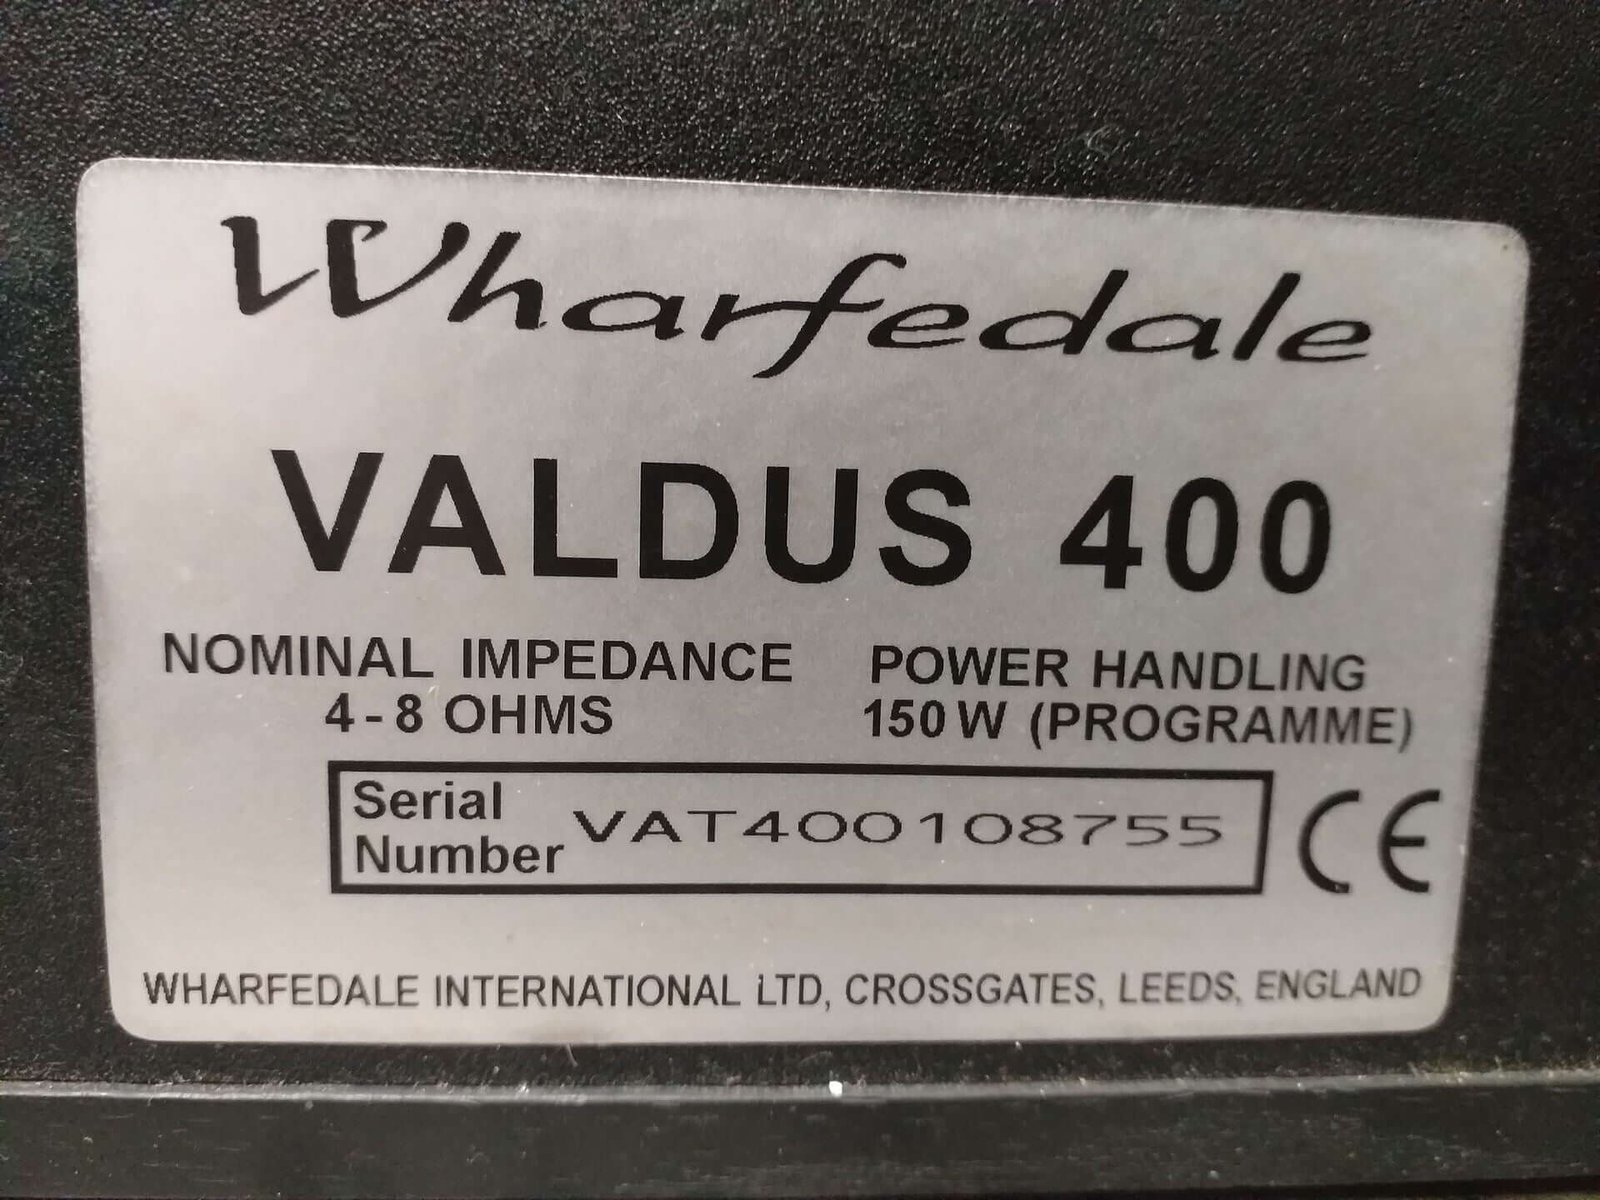 Wharfedale
VALDUS 400
NOMINAL IMPEDANCE POWER HANDLING
4-8 OHMS 150 W (PROGRAMME)
Serial
Number VAT400108755 CE
WHARFEDALE INTERNATIONAL LTD, CROSSGATES, LEEDS, ENGLAND